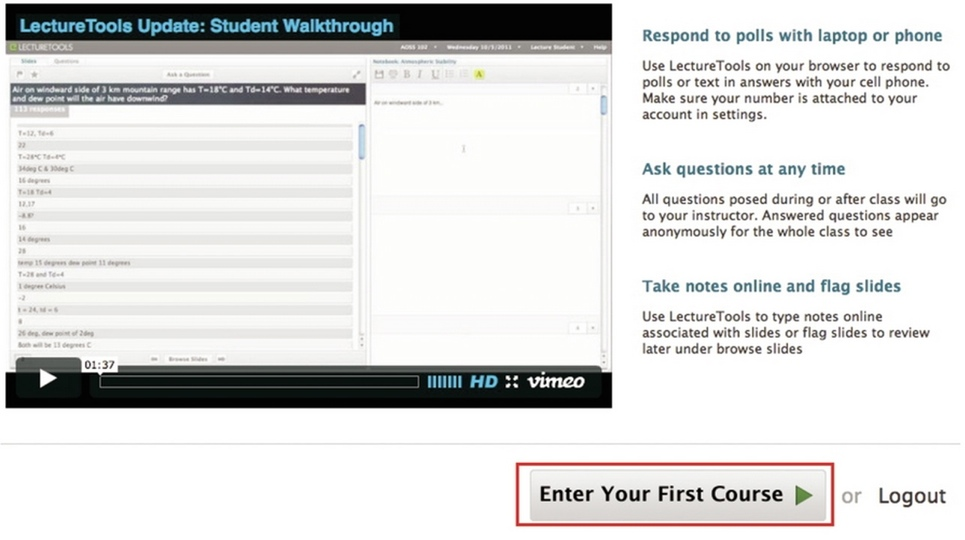 LectureTools Update: Student Walkthrough
LECTURETOOLS
AOSS 102 Wednesday 10/5/2011 Lecture Student Help
Slides Questions
Notebook: Atmospheric Stability
Ask a Question
B I U A
Air on windward side of 3 km mountain range has T=18°C and Td=14°C. What temperature
and dew point will the air have downwind?
113 responses
Air on windward side of 3 km...
T=12, Td=6
22
T=28°C Td=4°C
34deg C & 30deg C
16 degrees
T=18 Td=4
12,17
-8.8?
16
14 degrees
28
temp 15 degrees dew point 11 degrees
T=28 and Td=4
1 degree Celsius
-2
t = 24, td = 6
8
26 deg, dew point of 2deg
Both will be 13 degrees C
Browse Slides
01:37
HD vimeo
Respond to polls with laptop or phone
Use LectureTools on your browser to respond to
polls or text in answers with your cell phone.
Make sure your number is attached to your
account in settings.
Ask questions at any time
All questions posed during or after class will go
to your instructor. Answered questions appear
anonymously for the whole class to see
Take notes online and flag slides
Use LectureTools to type notes online
associated with slides or flag slides to review
later under browse slides
Enter Your First Course or Logout